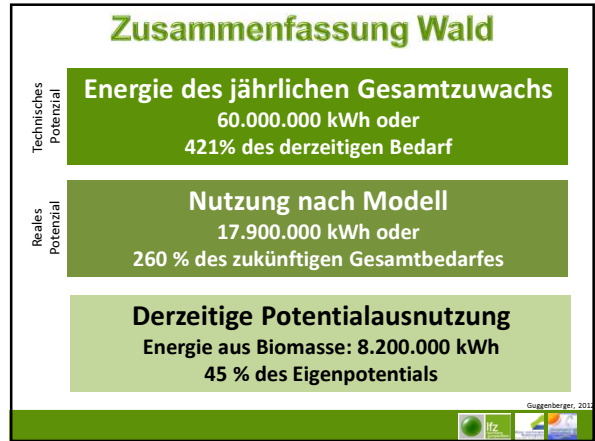 Zusammenfassung Wald
Technisches
Potenzial
Energie des jährlichen Gesamtzuwachs
60.000.000 kWh oder
421% des derzeitigen Bedarf
Reales
Potenzial
Nutzung nach Modell
17.900.000 kWh oder
260 % des zukünftigen Gesamtbedarfes
Derzeitige Potentialausnutzung
Energie aus Biomasse: 8.200.000 kWh
45 % des Eigenpotentials
Guggenberger, 2012
lfz